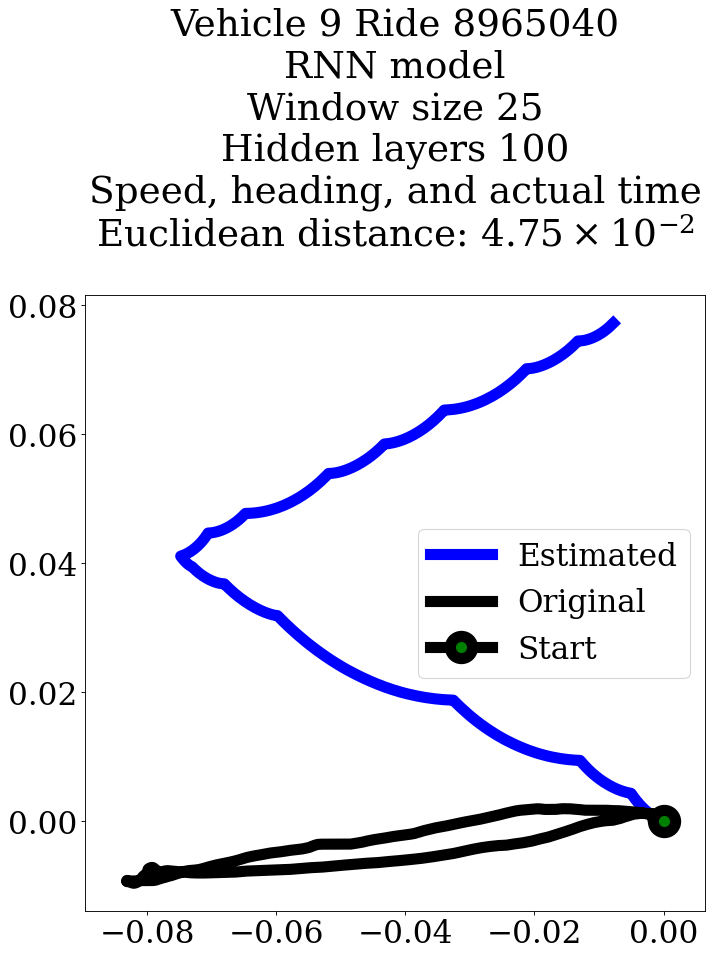 Vehicle 9 Ride 8965040
RNN model
Window size 25
Hidden layers 100
Speed, heading, and actual time
Euclidean distance: 4.75 × 10⁻²
0.08
0.06
0.04
0.02
0.00
Estimated
Original
Start
−0.08 −0.06 −0.04 −0.02 0.00